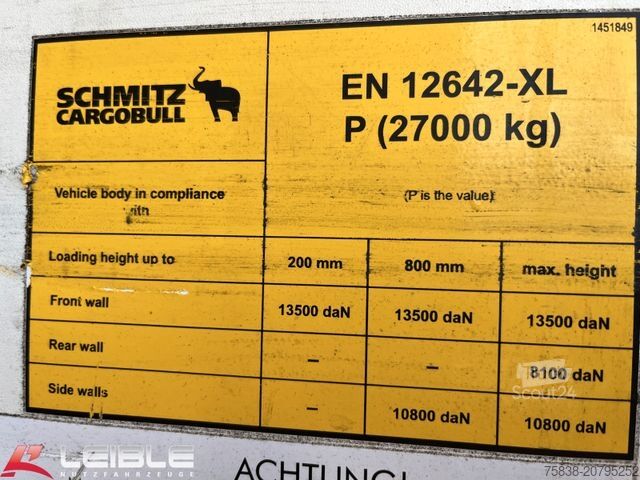 1451849
SCHMITZ
CARGOBULL
EN 12642-XL
P (27000 kg)
Vehicle body in compliance
with
(P is the value)
Loading height up to 200 mm 800 mm max. height
Front wall 13500 daN 13500 daN 13500 daN
Rear wall – – 8100 daN
Side walls – 10800 daN 10800 daN
Scout24
LEIBLE
NUTZFAHRZEUGE
ACHTUNG!
75838-20795252